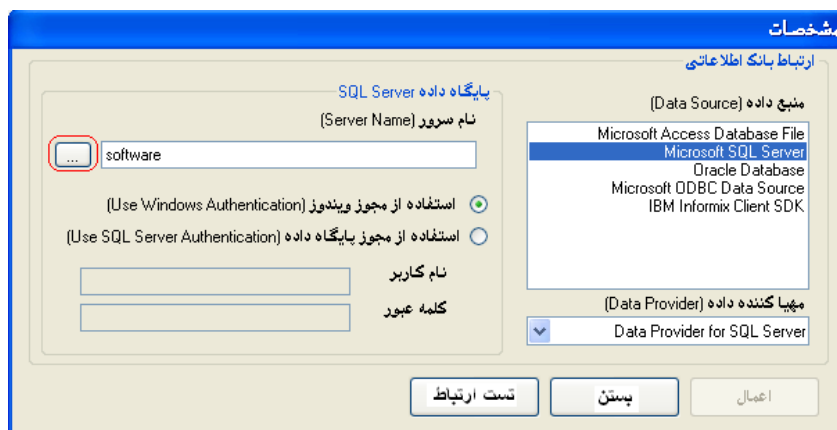 مشخصات
ارتباط بانک اطلاعاتی
منبع داده (Data Source)
Microsoft Access Database File
Microsoft SQL Server
Oracle Database
Microsoft ODBC Data Source
IBM Informix Client SDK
مهیا کننده داده (Data Provider)
Data Provider for SQL Server
پایگاه داده SQL Server
نام سرور (Server Name)
software
...
استفاده از مجوز ویندوز (Use Windows Authentication)
استفاده از مجوز پایگاه داده (Use SQL Server Authentication)
نام کاربر
کلمه عبور
اعمال
بستن
تست ارتباط